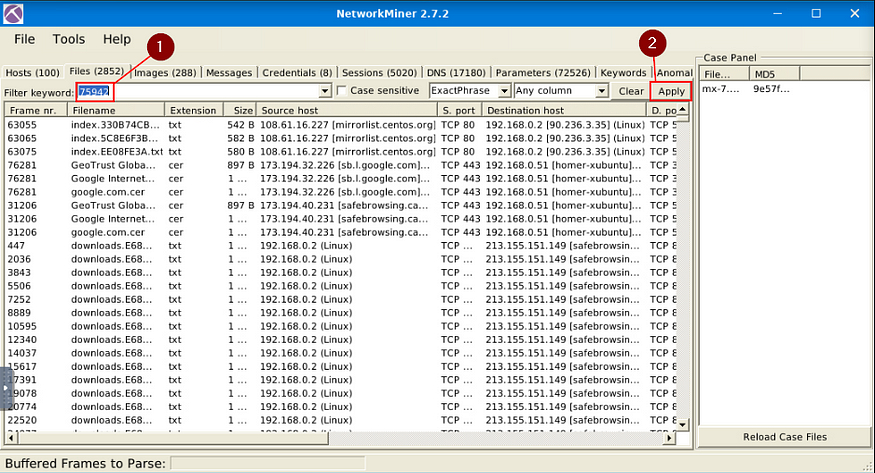 NetworkMiner 2.7.2
File Tools Help
1
2
Hosts (100) Files (2852) Images (288) Messages Credentials (8) Sessions (5020) DNS (17180) Parameters (72526) Keywords Anomal
Filter keyword: 75942 Case sensitive ExactPhrase Any column Clear Apply
Frame nr. Filename Extension Size Source host S. port Destination host D. po
63055 index.330B74CB... txt 542 B 108.61.16.227 [mirrorlist.centos.org] TCP 80 192.168.0.2 [90.236.3.35] (Linux) TCP 5
63065 index.5C8E6F3B... txt 582 B 108.61.16.227 [mirrorlist.centos.org] TCP 80 192.168.0.2 [90.236.3.35] (Linux) TCP 5
63075 index.EE08FE3A.txt txt 580 B 108.61.16.227 [mirrorlist.centos.org] TCP 80 192.168.0.2 [90.236.3.35] (Linux) TCP 5
76281 GeoTrust Globa... cer 897 B 173.194.32.226 [sb.l.google.com]... TCP 443 192.168.0.51 [homer-xubuntu]... TCP 3
76281 Google Internet... cer 1 ... 173.194.32.226 [sb.l.google.com]... TCP 443 192.168.0.51 [homer-xubuntu]... TCP 3
76281 google.com.cer cer 1 ... 173.194.32.226 [sb.l.google.com]... TCP 443 192.168.0.51 [homer-xubuntu]... TCP 3
31206 GeoTrust Globa... cer 897 B 173.194.40.231 [safebrowsing.ca... TCP 443 192.168.0.51 [homer-xubuntu]... TCP 5
31206 Google Internet... cer 1 ... 173.194.40.231 [safebrowsing.ca... TCP 443 192.168.0.51 [homer-xubuntu]... TCP 5
31206 google.com.cer cer 1 ... 173.194.40.231 [safebrowsing.ca... TCP 443 192.168.0.51 [homer-xubuntu]... TCP 5
447 downloads.E68... txt 1 ... 192.168.0.2 (Linux) TCP ... 213.155.151.149 [safebrowsin... TCP 8
2036 downloads.E68... txt 1 ... 192.168.0.2 (Linux) TCP ... 213.155.151.149 [safebrowsin... TCP 8
3843 downloads.E68... txt 1 ... 192.168.0.2 (Linux) TCP ... 213.155.151.149 [safebrowsin... TCP 8
5506 downloads.E68... txt 1 ... 192.168.0.2 (Linux) TCP ... 213.155.151.149 [safebrowsin... TCP 8
7252 downloads.E68... txt 1 ... 192.168.0.2 (Linux) TCP ... 213.155.151.149 [safebrowsin... TCP 8
8889 downloads.E68... txt 1 ... 192.168.0.2 (Linux) TCP ... 213.155.151.149 [safebrowsin... TCP 8
10595 downloads.E68... txt 1 ... 192.168.0.2 (Linux) TCP ... 213.155.151.149 [safebrowsin... TCP 8
12340 downloads.E68... txt 1 ... 192.168.0.2 (Linux) TCP ... 213.155.151.149 [safebrowsin... TCP 8
14037 downloads.E68... txt 1 ... 192.168.0.2 (Linux) TCP ... 213.155.151.149 [safebrowsin... TCP 8
15617 downloads.E68... txt 1 ... 192.168.0.2 (Linux) TCP ... 213.155.151.149 [safebrowsin... TCP 8
17391 downloads.E68... txt 1 ... 192.168.0.2 (Linux) TCP ... 213.155.151.149 [safebrowsin... TCP 8
19078 downloads.E68... txt 1 ... 192.168.0.2 (Linux) TCP ... 213.155.151.149 [safebrowsin... TCP 8
20774 downloads.E68... txt 1 ... 192.168.0.2 (Linux) TCP ... 213.155.151.149 [safebrowsin... TCP 8
22520 downloads.E68... txt 1 ... 192.168.0.2 (Linux) TCP ... 213.155.151.149 [safebrowsin... TCP 8
Case Panel
File... MD5
mx-7.... 9e57f...
Reload Case Files
Buffered Frames to Parse: